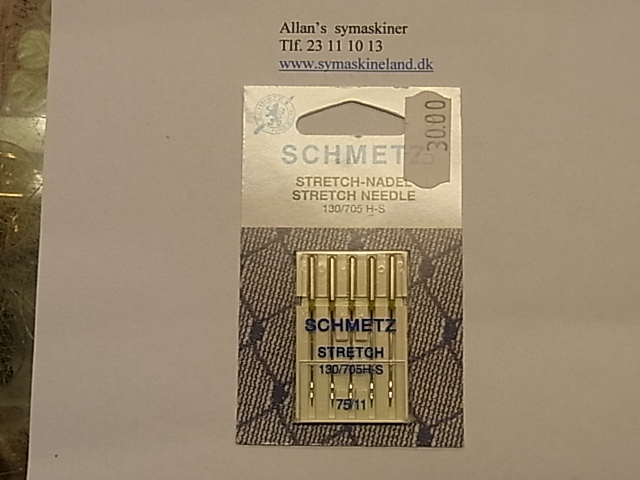 Allan's symaskiner
Tlf. 23 11 10 13
www.symaskineland.dk
30.00
SCHMETZ
STRETCH-NADEL
STRETCH NEEDLE
130/705 H-S
SCHMETZ
STRETCH
130/705H-S
75/11